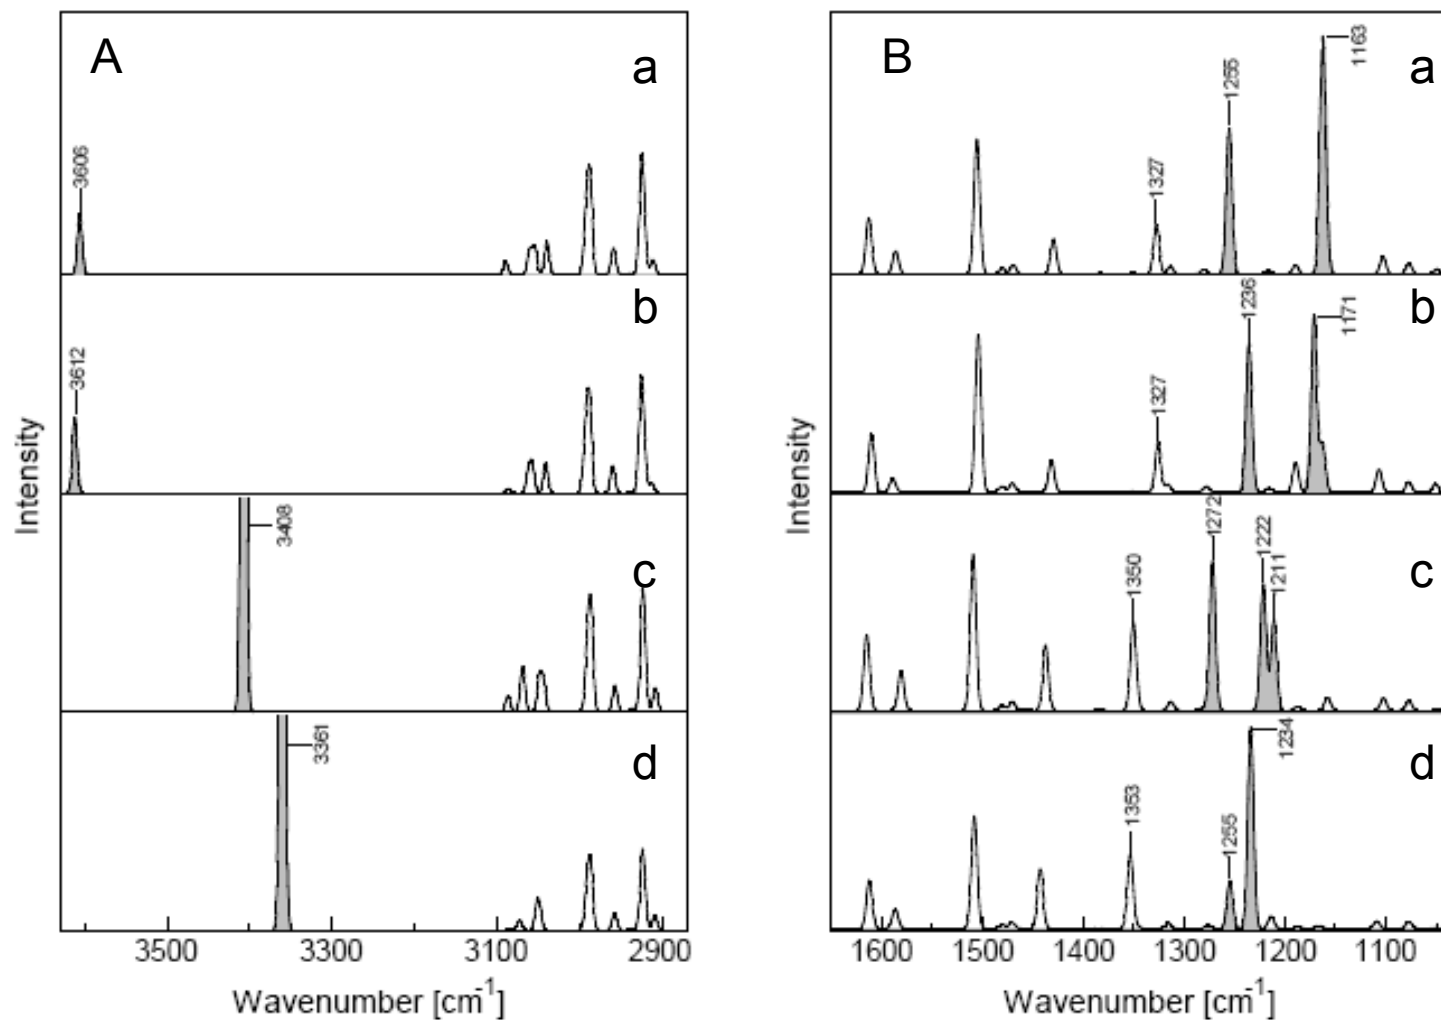 A
a
3606
b
3612
c
3408
d
3361
Intensity
3500
3300
3100
2900
Wavenumber [cm-1]
B
a
1327
1255
1163
b
1327
1236
1171
c
1350
1272
1222
1211
d
1353
1255
1234
Intensity
1600
1500
1400
1300
1200
1100
Wavenumber [cm-1]